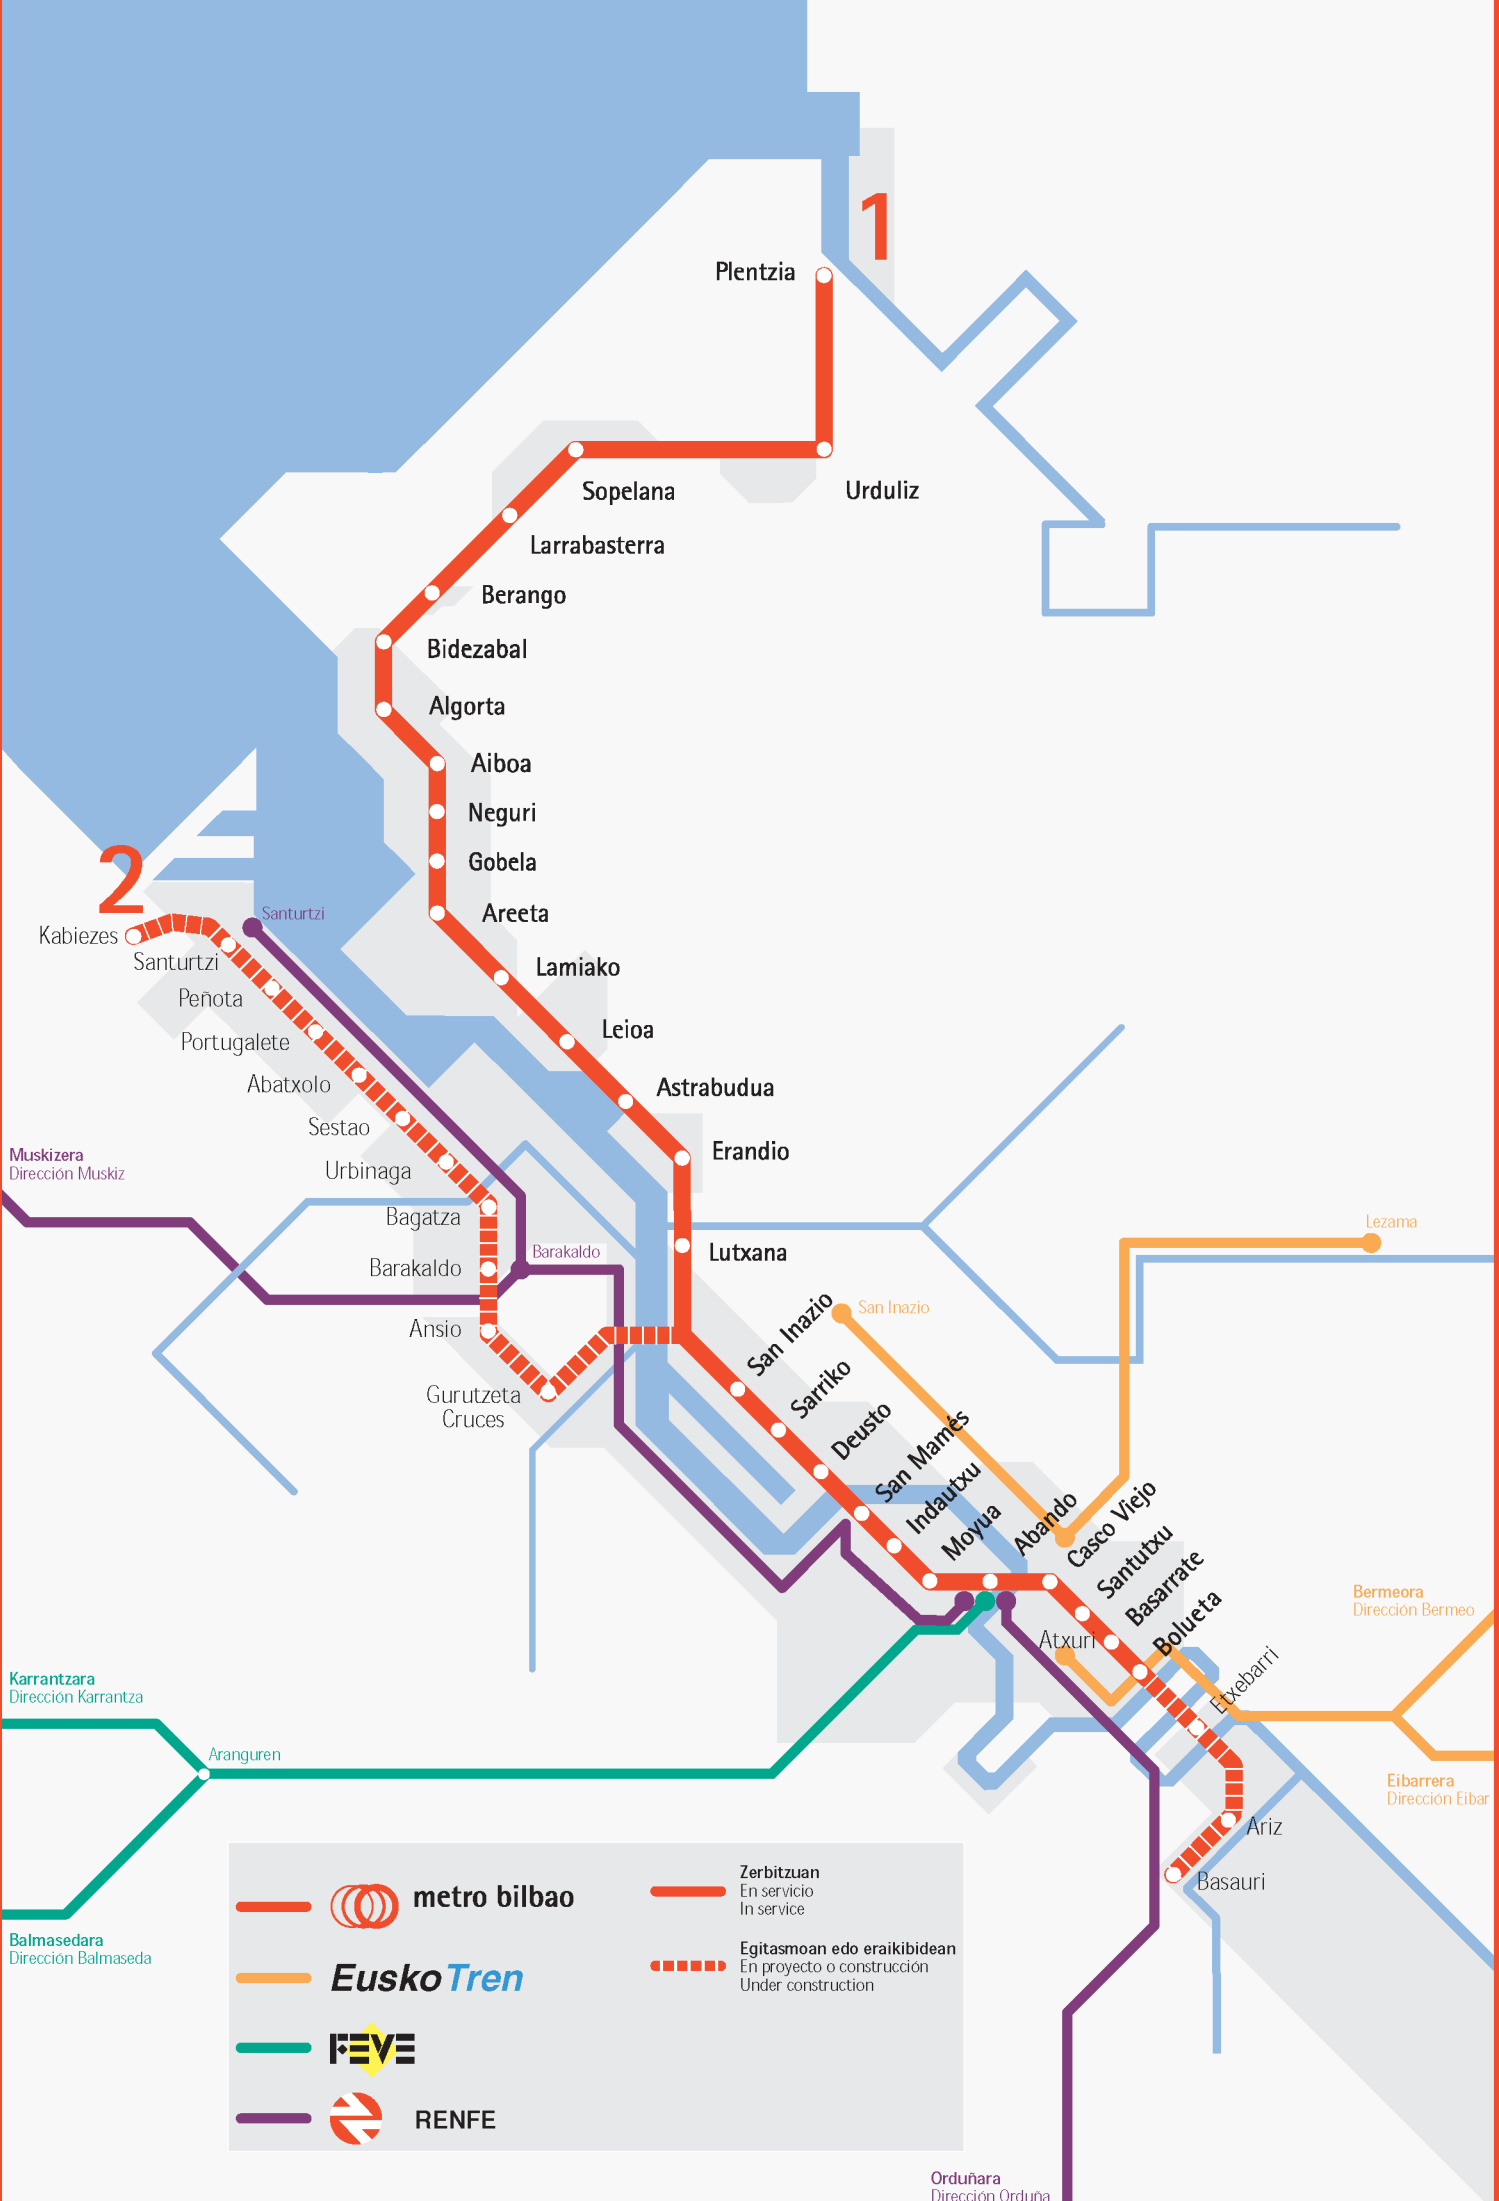 1
Plentzia
Sopelana
Urduliz
Larrabasterra
Berango
Bidezabal
Algorta
Aiboa
Neguri
Gobela
Areeta
Lamiako
Leioa
Astrabudua
Erandio
Lutxana
San Inazio
Sarriko
Deusto
San Mamés
Indautxu
Moyua
Abando
Casco Viejo
Santutxu
Basarrate
Bolueta
Etxebarri
Ariz
Basauri
2
Kabiezes
Santurtzi
Peñota
Portugalete
Abatxolo
Sestao
Urbinaga
Bagatza
Barakaldo
Ansio
Gurutzeta
Cruces
Santurtzi
Barakaldo
Muskizera
Dirección Muskiz
San Inazio
Lezama
Atxuri
Bermeora
Dirección Bermeo
Eibarrera
Dirección Eibar
Karrantzara
Dirección Karrantza
Aranguren
Balmasedara
Dirección Balmaseda
metro bilbao
EuskoTren
FEVE
RENFE
Zerbitzuan
En servicio
In service
Egitasmoan edo eraikibidean
En proyecto o construcción
Under construction
Orduñara
Dirección Orduña